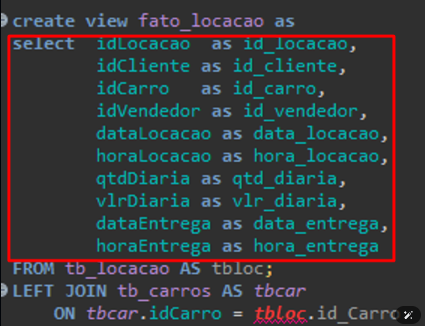 create view fato_locacao as
select idLocacao as id_locacao,
idCliente as id_cliente,
idCarro as id_carro,
idVendedor as id_vendedor,
dataLocacao as data_locacao,
horaLocacao as hora_locacao,
qtdDiaria as qtd_diaria,
vlrDiaria as vlr_diaria,
dataEntrega as data_entrega,
horaEntrega as hora_entrega
FROM tb_locacao AS tbloc;
LEFT JOIN tb_carros AS tbcar
ON tbcar.idCarro = tbloc.id_Carro